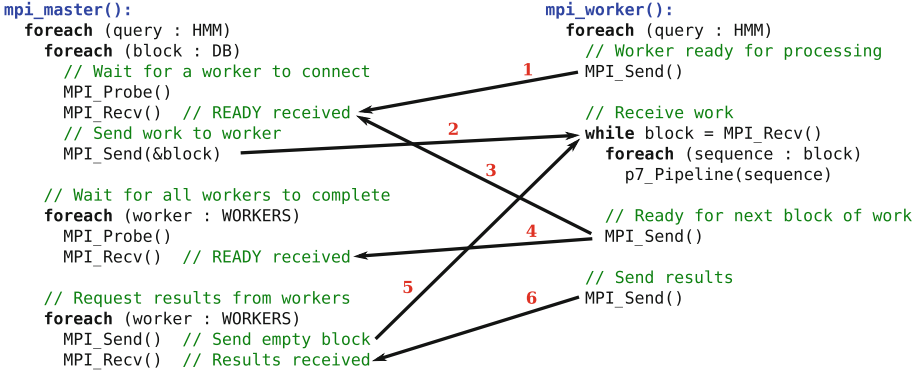 mpi_master():
foreach (query : HMM)
foreach (block : DB)
// Wait for a worker to connect
MPI_Probe()
MPI_Recv() // READY received
// Send work to worker
MPI_Send(&block)
// Wait for all workers to complete
foreach (worker : WORKERS)
MPI_Probe()
MPI_Recv() // READY received
// Request results from workers
foreach (worker : WORKERS)
MPI_Send() // Send empty block
MPI_Recv() // Results received
1
2
3
4
5
6
mpi_worker():
foreach (query : HMM)
// Worker ready for processing
MPI_Send()
// Receive work
while block = MPI_Recv()
foreach (sequence : block)
p7_Pipeline(sequence)
// Ready for next block of work
MPI_Send()
// Send results
MPI_Send()